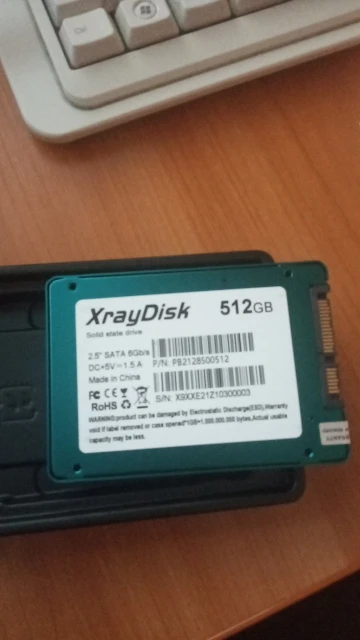 Ctrl
XrayDisk 512GB
Solid state drive
2.5" SATA 6Gb/s
DC+5V⎓1.5 A P/N: PB2128500512
Made in China
S/N: X9XXE21Z10300003
RoHS
WARNING:product can be damaged by Electrostatic Discharge(ESD),Warranty
void if label removed or case opened*1GB=1,000,000,000 bytes,Actual usable
capacity may be less.